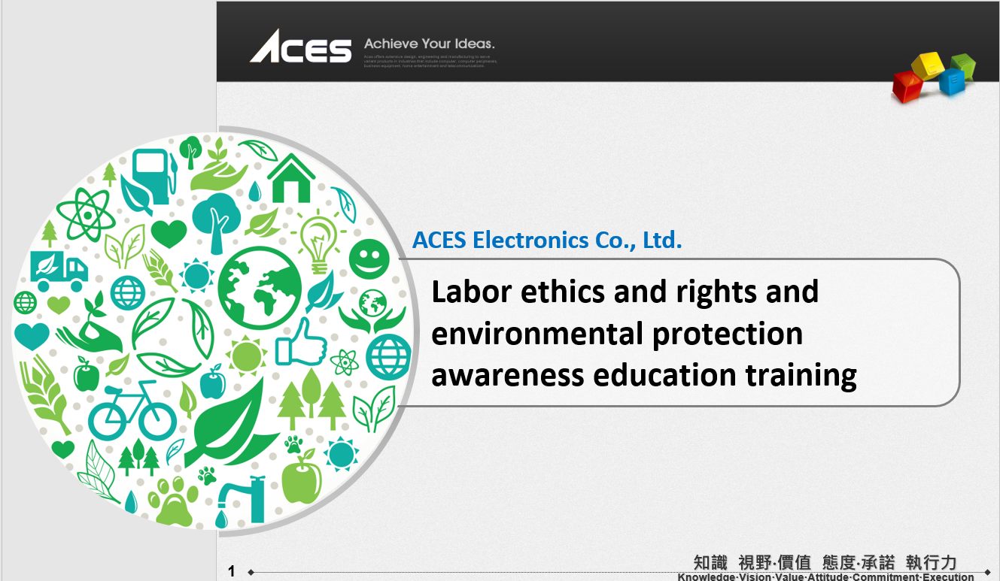 ACES
Achieve Your Ideas.
Aces offers extensive design, engineering and manufacturing to serve
variant products in industries that include computer, computer peripherals,
business equipment, home entertainment and telecommunications.
ACES Electronics Co., Ltd.
Labor ethics and rights and
environmental protection
awareness education training
1
知識 視野·價值 態度·承諾 執行力
Knowledge·Vision·Value·Attitude·Commitment·Execution